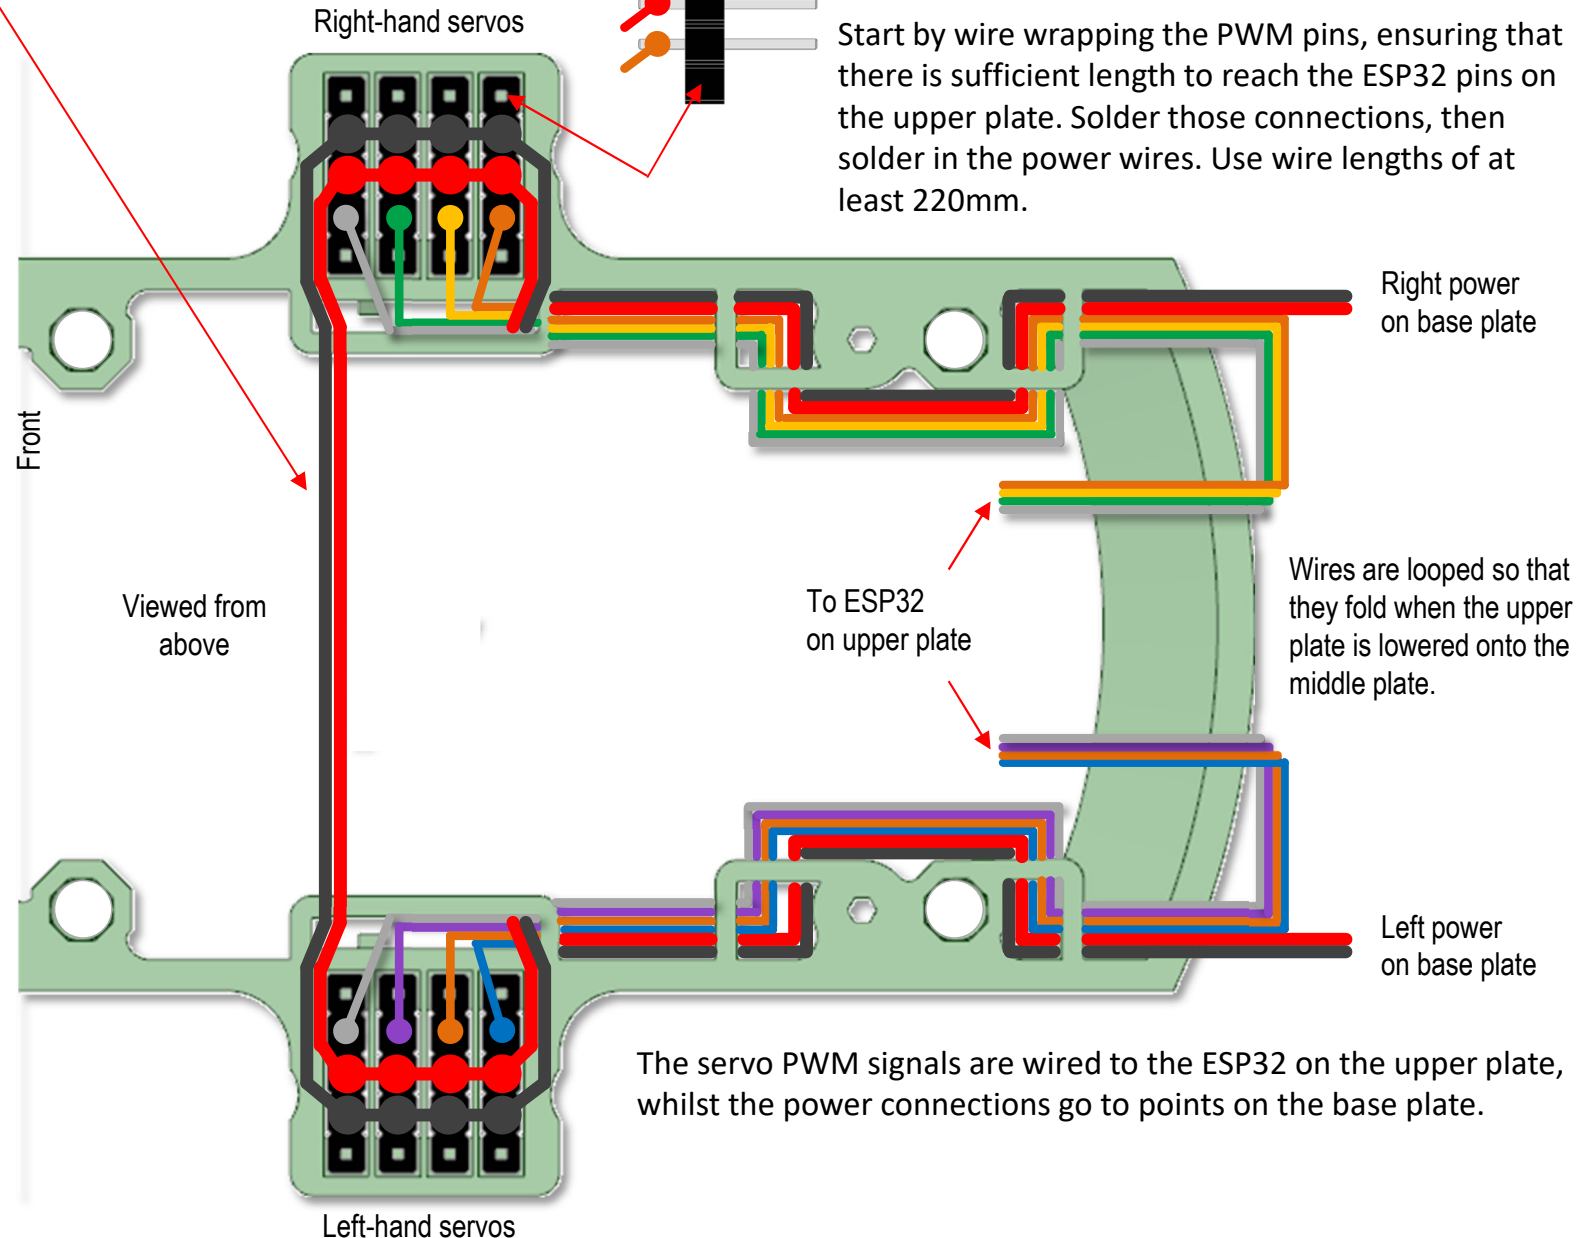 Right-hand servos
Start by wire wrapping the PWM pins, ensuring that
there is sufficient length to reach the ESP32 pins on
the upper plate. Solder those connections, then
solder in the power wires. Use wire lengths of at
least 220mm.
Right power
on base plate
Front
Viewed from
above
To ESP32
on upper plate
Wires are looped so that
they fold when the upper
plate is lowered onto the
middle plate.
Left power
on base plate
The servo PWM signals are wired to the ESP32 on the upper plate,
whilst the power connections go to points on the base plate.
Left-hand servos